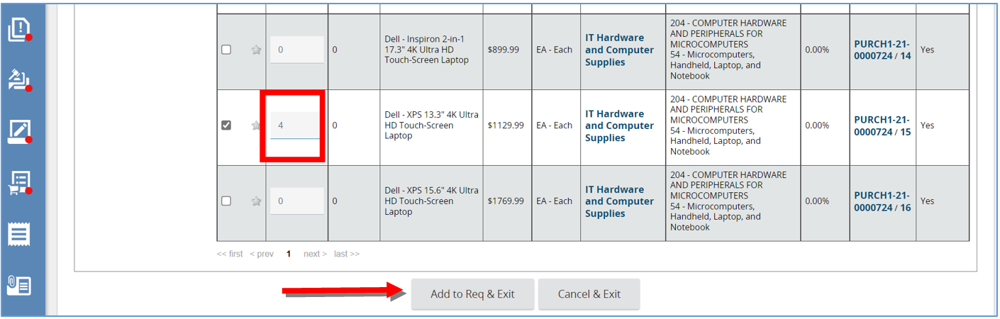 0
0
Dell - Inspiron 2-in-1
17.3" 4K Ultra HD
Touch-Screen Laptop
$899.99
EA - Each
IT Hardware
and Computer
Supplies
204 - COMPUTER HARDWARE
AND PERIPHERALS FOR
MICROCOMPUTERS
54 - Microcomputers,
Handheld, Laptop, and
Notebook
0.00%
PURCH1-21-
0000724 / 14
Yes
4
0
Dell - XPS 13.3" 4K Ultra
HD Touch-Screen
Laptop
$1129.99
EA - Each
IT Hardware
and Computer
Supplies
204 - COMPUTER HARDWARE
AND PERIPHERALS FOR
MICROCOMPUTERS
54 - Microcomputers,
Handheld, Laptop, and
Notebook
0.00%
PURCH1-21-
0000724 / 15
Yes
0
0
Dell - XPS 15.6" 4K Ultra
HD Touch-Screen
Laptop
$1769.99
EA - Each
IT Hardware
and Computer
Supplies
204 - COMPUTER HARDWARE
AND PERIPHERALS FOR
MICROCOMPUTERS
54 - Microcomputers,
Handheld, Laptop, and
Notebook
0.00%
PURCH1-21-
0000724 / 16
Yes
<< first < prev 1 next > last >>
Add to Req & Exit
Cancel & Exit